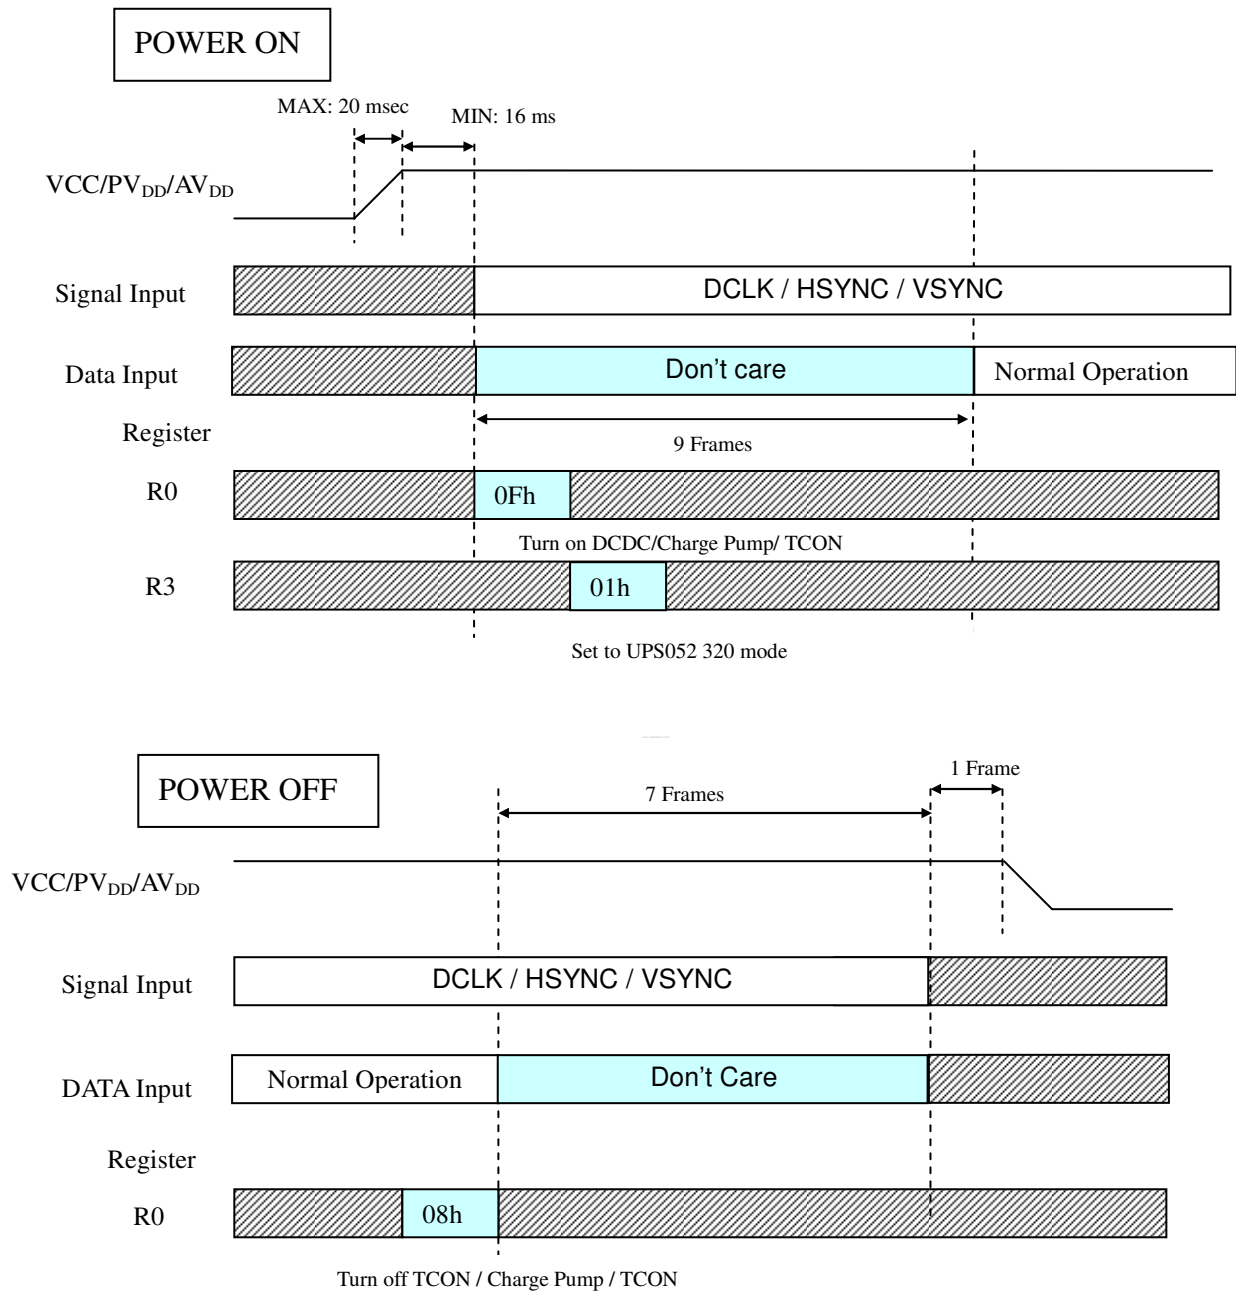 POWER ON
MAX: 20 msec
MIN: 16 ms
VCC/PVDD/AVDD
Signal Input
DCLK / HSYNC / VSYNC
Data Input
Don't care
Normal Operation
Register
9 Frames
R0
0Fh
Turn on DCDC/Charge Pump/ TCON
R3
01h
Set to UPS052 320 mode
POWER OFF
1 Frame
7 Frames
VCC/PVDD/AVDD
Signal Input
DCLK / HSYNC / VSYNC
DATA Input
Normal Operation
Don't Care
Register
R0
08h
Turn off TCON / Charge Pump / TCON